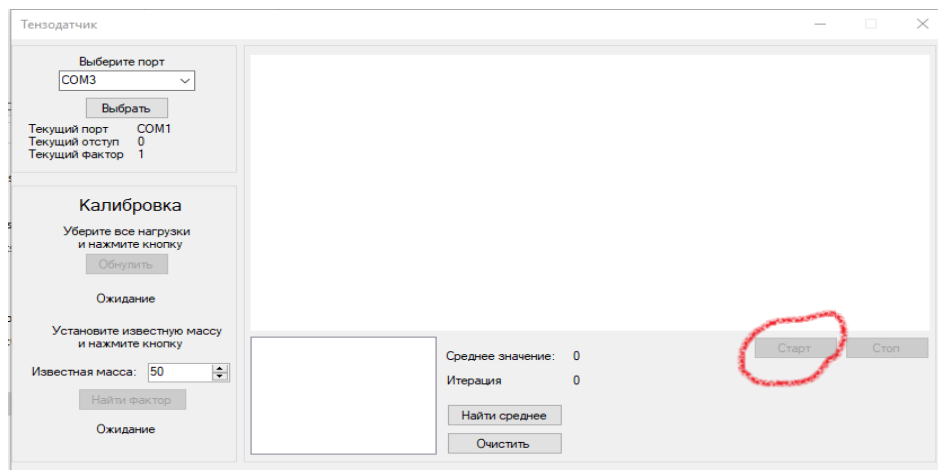 Тензодатчик
Выберите порт
COM3
Выбрать
Текущий порт COM1
Текущий отступ 0
Текущий фактор 1
Калибровка
Уберите все нагрузки
и нажмите кнопку
Обнулить
Ожидание
Установите известную массу
и нажмите кнопку
Известная масса: 50
Найти фактор
Ожидание
Среднее значение: 0
Итерация 0
Найти среднее
Очистить
Старт Стоп